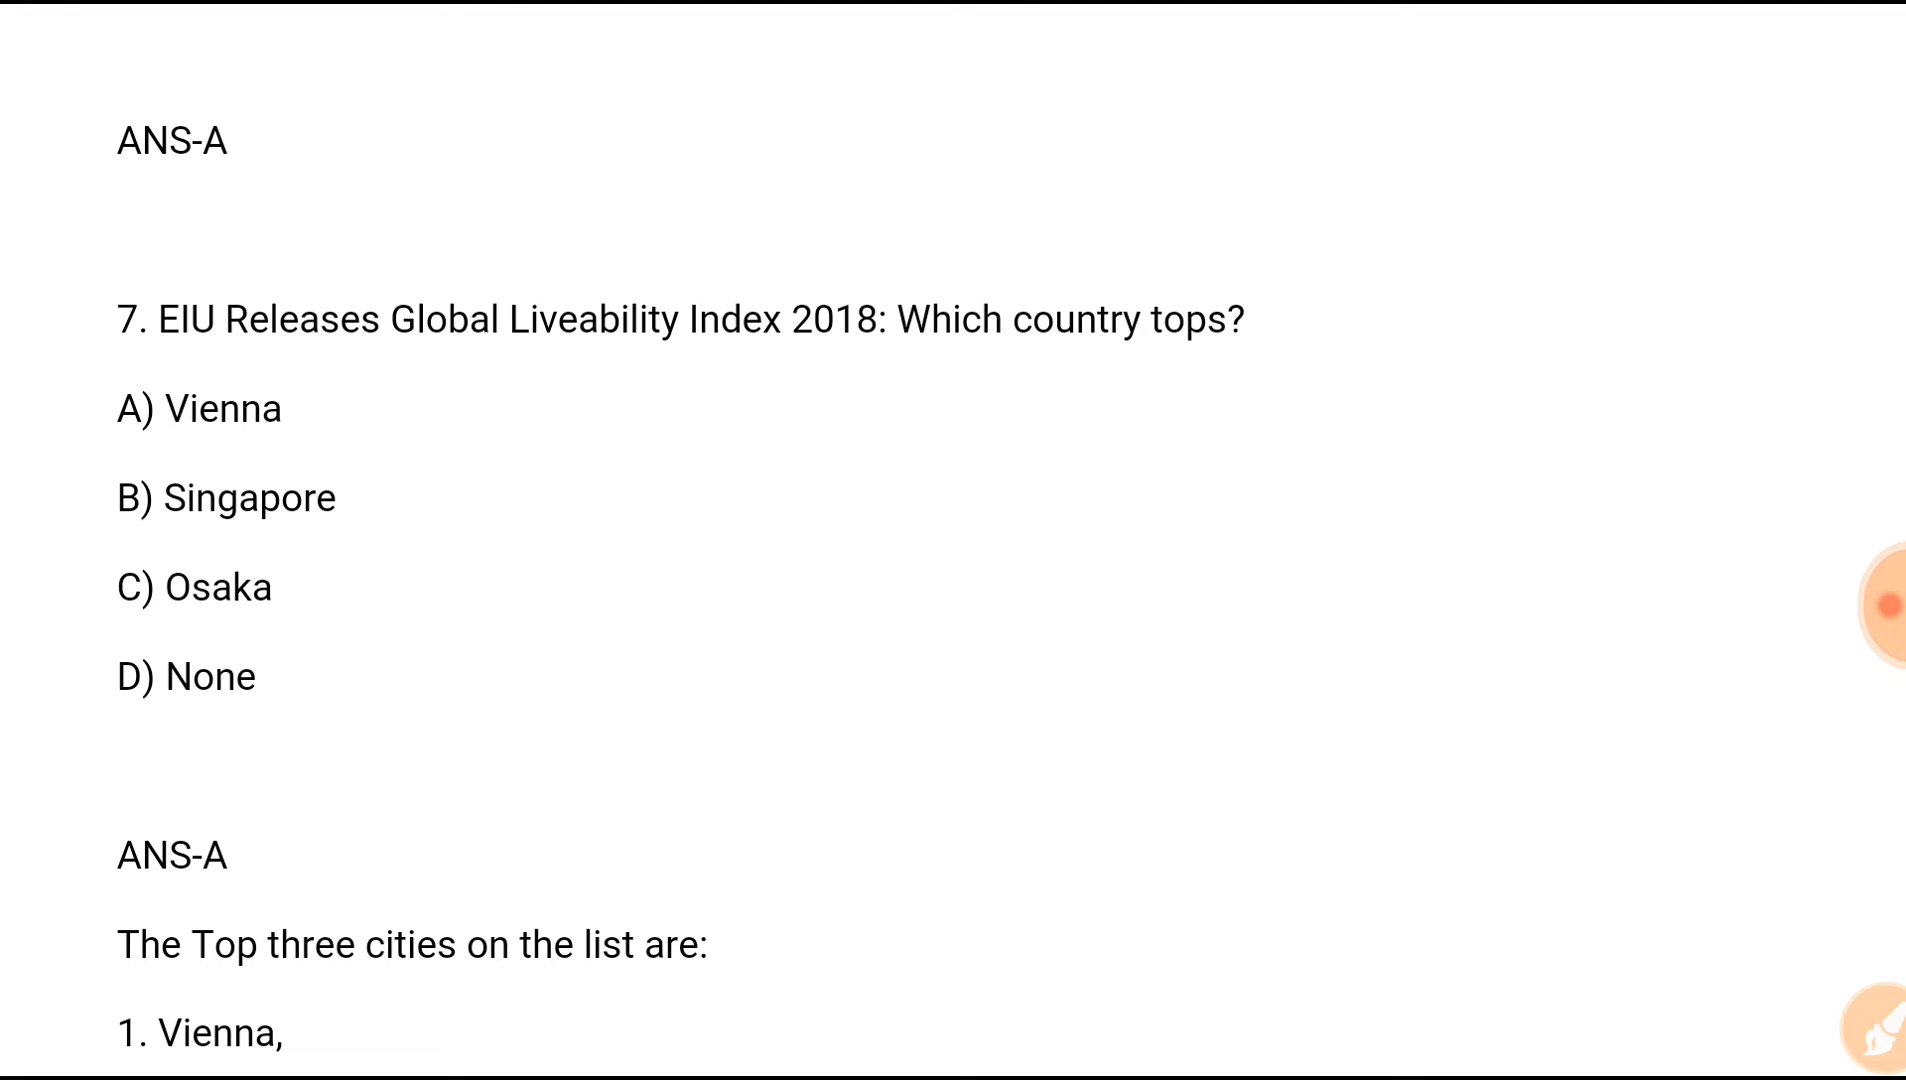 ANS-A
7. EIU Releases Global Liveability Index 2018: Which country tops?
A) Vienna
B) Singapore
C) Osaka
D) None
ANS-A
The Top three cities on the list are:
1. Vienna,